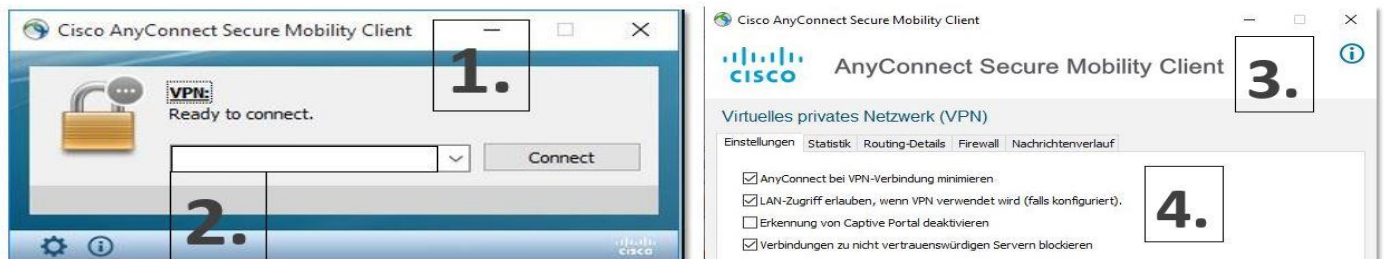 Cisco AnyConnect Secure Mobility Client
1.
VPN:
Ready to connect.
Connect
2.
cisco
Cisco AnyConnect Secure Mobility Client
cisco
AnyConnect Secure Mobility Client
3.
Virtuelles privates Netzwerk (VPN)
Einstellungen Statistik Routing-Details Firewall Nachrichtenverlauf
AnyConnect bei VPN-Verbindung minimieren
LAN-Zugriff erlauben, wenn VPN verwendet wird (falls konfiguriert).
Erkennung von Captive Portal deaktivieren
Verbindungen zu nicht vertrauenswürdigen Servern blockieren
4.